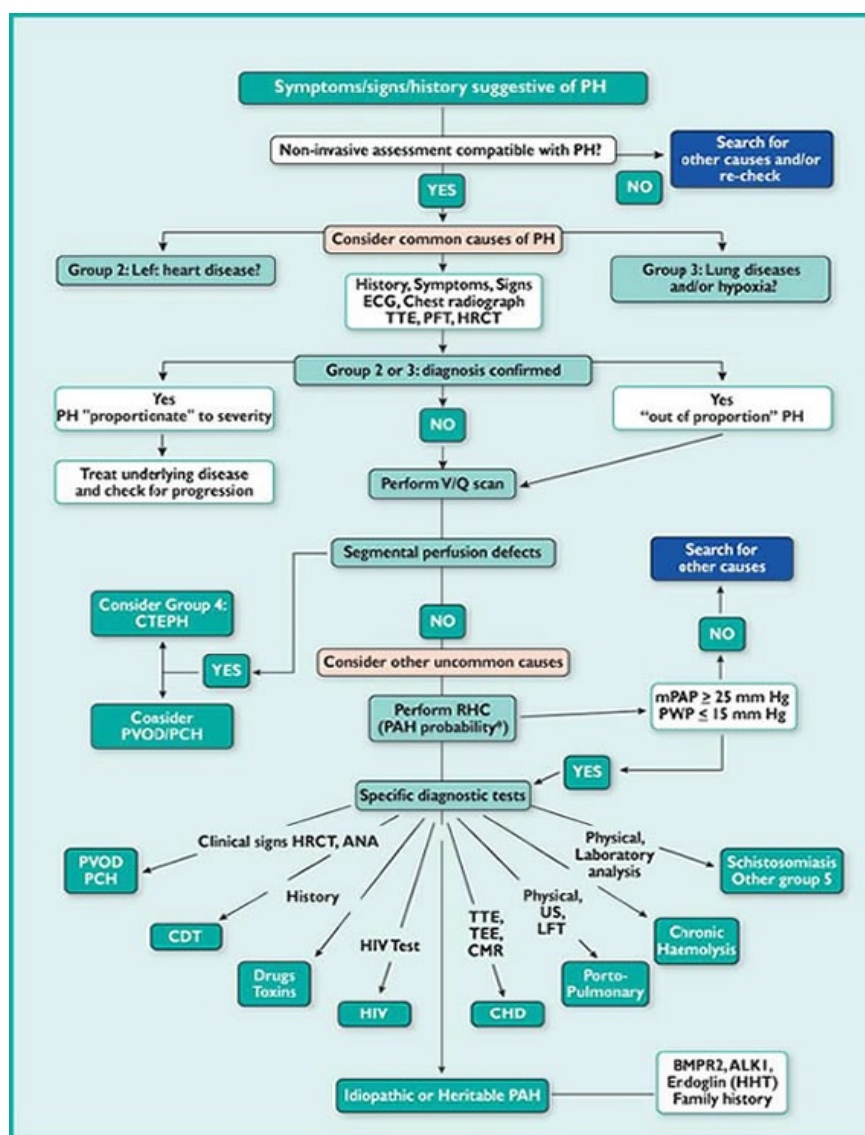 Symptoms/signs/history suggestive of PH
Non-invasive assessment compatible with PH?
Search for
other causes and/or
re-check
YES
NO
Consider common causes of PH
Group 2: Left heart disease?
History, Symptoms, Signs
ECG, Chest radiograph
TTE, PFT, HRCT
Group 3: Lung diseases
and/or hypoxia?
Group 2 or 3: diagnosis confirmed
Yes
PH "proportionate" to severity
NO
Yes
"out of proportion" PH
Treat underlying disease
and check for progression
Perform V/Q scan
Segmental perfusion defects
Search for
other causes
Consider Group 4:
CTEPH
NO
NO
YES
Consider other uncommon causes
Consider
PVOD/PCH
Perform RHC
(PAH probability*)
mPAP ≥ 25 mm Hg
PWP ≤ 15 mm Hg
YES
Specific diagnostic tests
Clinical signs HRCT, ANA
Physical,
Laboratory
analysis
PVOD
PCH
Schistosomiasis
Other group 5
History
HIV Test
TTE,
TEE,
CMR
Physical,
US,
LFT
CDT
Chronic
Haemolysis
Drugs
Toxins
HIV
CHD
Porto-
Pulmonary
Idiopathic or Heritable PAH
BMPR2, ALK1,
Erdoglin (HHT)
Family history